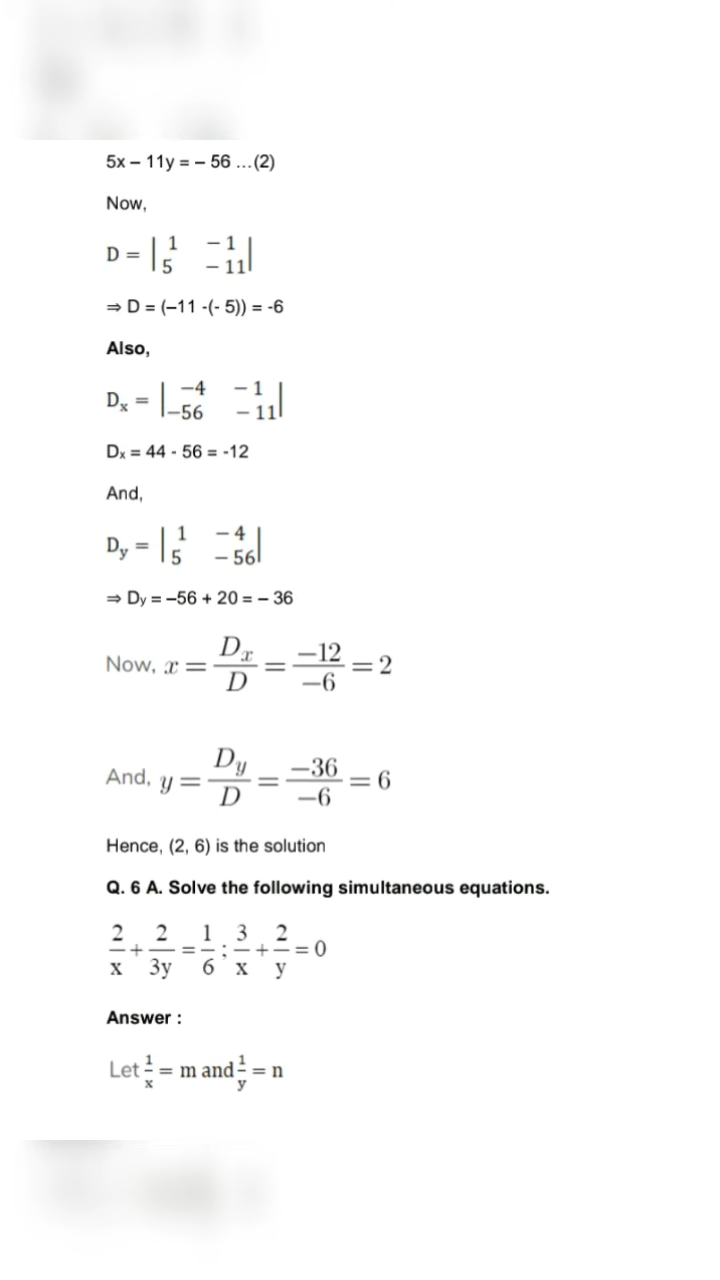 5x – 11y = – 56 …(2)
Now,
D = | 1 – 1 |
| 5 – 11 |
⇒ D = (–11 -(- 5)) = -6
Also,
Dₓ = | –4 – 1 |
| –56 – 11 |
Dₓ = 44 - 56 = -12
And,
Dy = | 1 – 4 |
| 5 – 56 |
⇒ Dy = –56 + 20 = – 36
Now, x = Dx/D = –12/–6 = 2
And, y = Dy/D = –36/–6 = 6
Hence, (2, 6) is the solution
Q. 6 A. Solve the following simultaneous equations.
2/x + 2/3y = 1/6 ; 3/x + 2/y = 0
Answer :
Let 1/x = m and 1/y = n